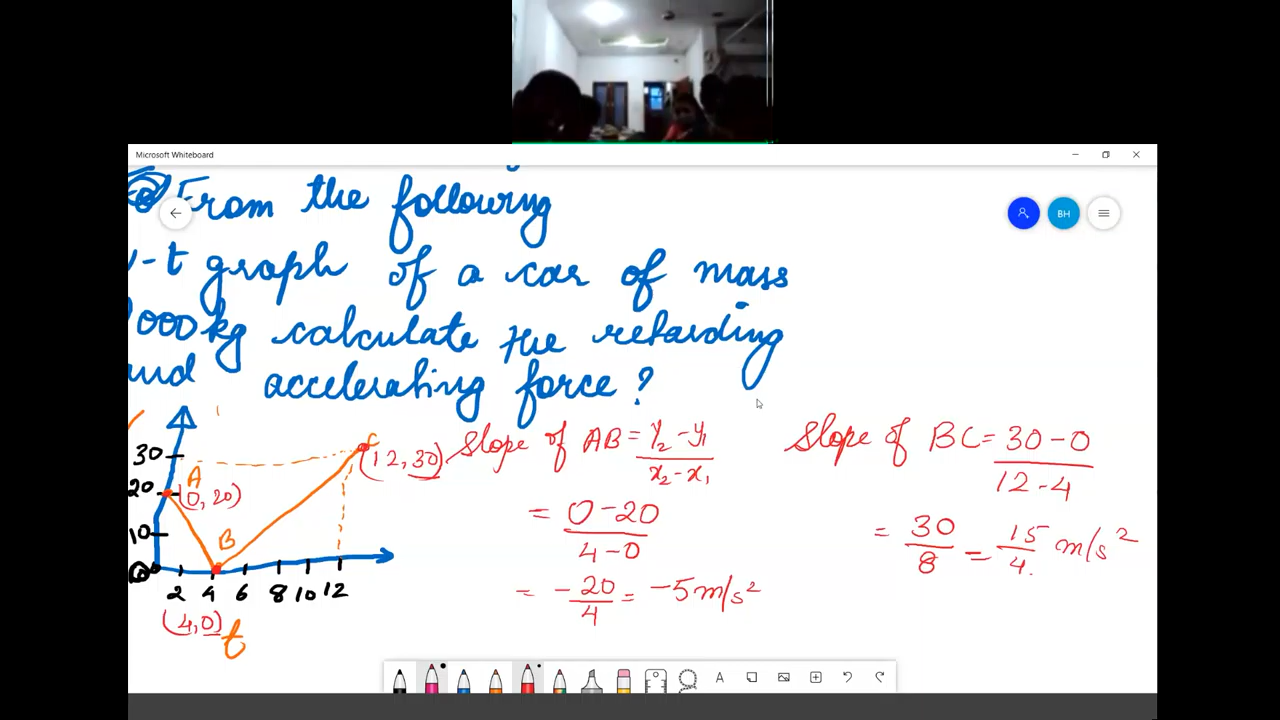 Microsoft Whiteboard
BH
From the following
v-t graph of a car of mass
1000kg calculate the retarding
and accelerating force?
30
20
10
0
2 4 6 8 10 12
A
(0, 20)
B
(4,0)
C
(12,30)
t
Slope of AB = y₂-y₁/x₂-x₁
= 0-20/4-0
= -20/4 = -5m/s²
Slope of BC = 30-0/12-4
= 30/8 = 15/4 m/s²
A